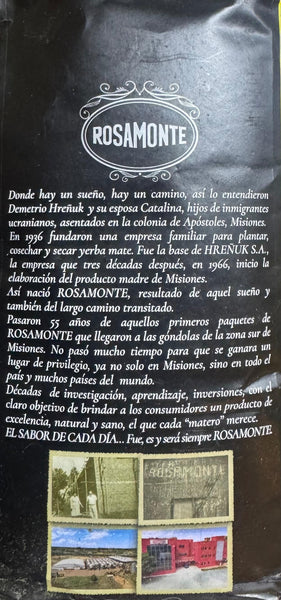 ROSAMONTE
Donde hay un sueño, hay un camino, así lo entendieron
Demetrio Hreñuk y su esposa Catalina, hijos de inmigrantes
ucranianos, asentados en la colonia de Apóstoles, Misiones.
En 1936 fundaron una empresa familiar para plantar,
cosechar y secar yerba mate. Fue la base de HREÑUK S.A.,
la empresa que tres décadas después, en 1966, inicio la
elaboración del producto madre de Misiones.
Así nació ROSAMONTE, resultado de aquel sueño y
también del largo camino transitado.
Pasaron 55 años de aquellos primeros paquetes de
ROSAMONTE que llegaron a las góndolas de la zona sur de
Misiones. No pasó mucho tiempo para que se ganara un
lugar de privilegio, ya no solo en Misiones, sino en todo el
país y muchos países del mundo.
Décadas de investigación, aprendizaje, inversiones, con el
claro objetivo de brindar a los consumidores un producto de
excelencia, natural y sano, el que cada "matero" merece.
EL SABOR DE CADA DÍA... Fue, es y será siempre ROSAMONTE.
ROSAMONTE